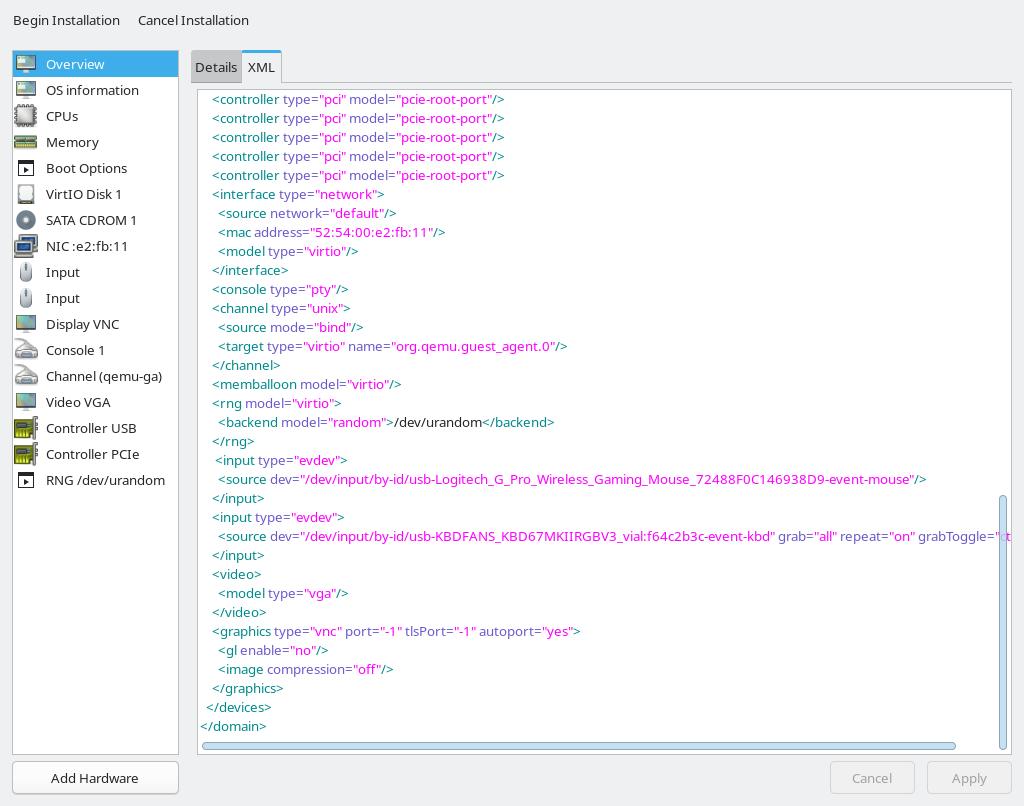 Begin Installation Cancel Installation
Overview
OS information
CPUs
Memory
Boot Options
VirtIO Disk 1
SATA CDROM 1
NIC :e2:fb:11
Input
Input
Display VNC
Console 1
Channel (qemu-ga)
Video VGA
Controller USB
Controller PCIe
RNG /dev/urandom
Add Hardware
Details XML
<controller type="pci" model="pcie-root-port"/>
<controller type="pci" model="pcie-root-port"/>
<controller type="pci" model="pcie-root-port"/>
<controller type="pci" model="pcie-root-port"/>
<controller type="pci" model="pcie-root-port"/>
<interface type="network">
<source network="default"/>
<mac address="52:54:00:e2:fb:11"/>
<model type="virtio"/>
</interface>
<console type="pty"/>
<channel type="unix">
<source mode="bind"/>
<target type="virtio" name="org.qemu.guest_agent.0"/>
</channel>
<memballoon model="virtio"/>
<rng model="virtio">
<backend model="random">/dev/urandom</backend>
</rng>
<input type="evdev">
<source dev="/dev/input/by-id/usb-Logitech_G_Pro_Wireless_Gaming_Mouse_72488F0C146938D9-event-mouse"/>
</input>
<input type="evdev">
<source dev="/dev/input/by-id/usb-KBDFANS_KBD67MKIIRGBV3_vial:f64c2b3c-event-kbd" grab="all" repeat="on" grabToggle="
</input>
<video>
<model type="vga"/>
</video>
<graphics type="vnc" port="-1" tlsPort="-1" autoport="yes">
<gl enable="no"/>
<image compression="off"/>
</graphics>
</devices>
</domain>
Cancel Apply